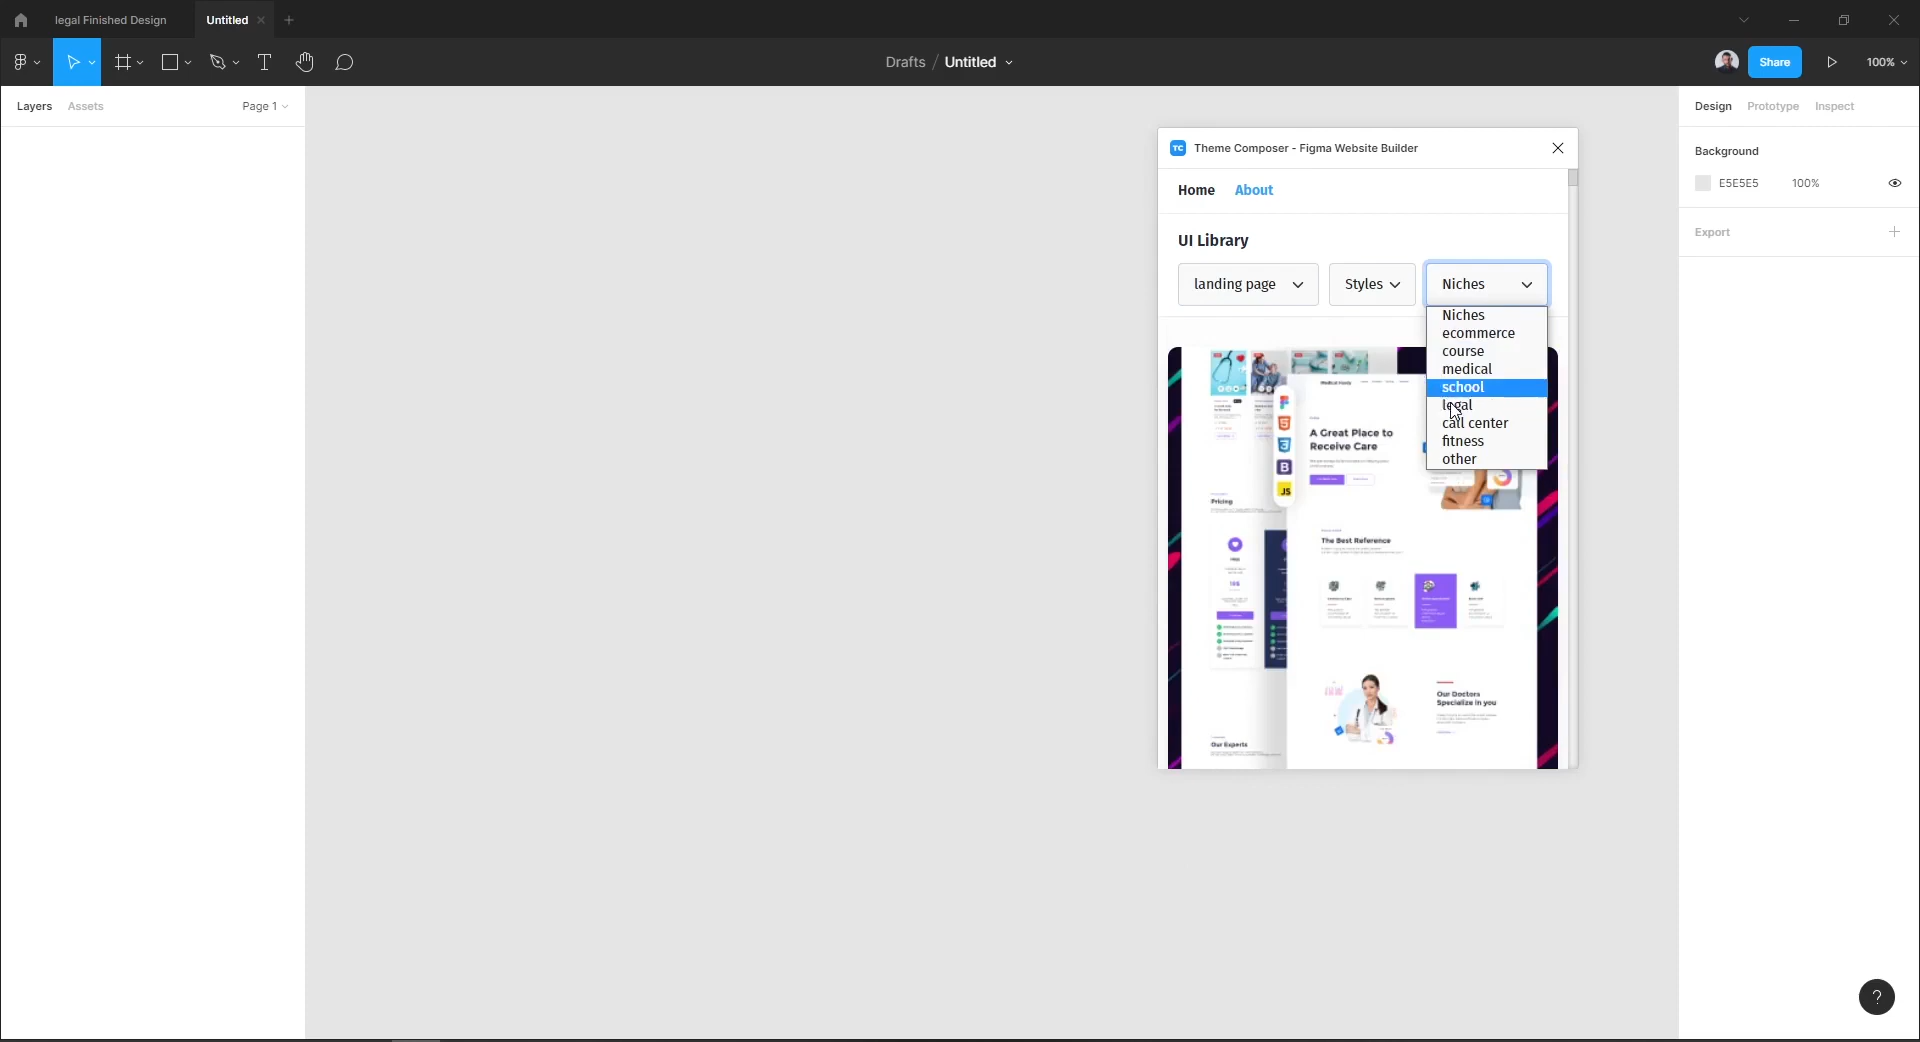 legal Finished Design
Untitled
Drafts / Untitled
Share
100%
Layers
Assets
Page 1
Design
Prototype
Inspect
Background
E5E5E5
100%
Export
TC
Theme Composer - Figma Website Builder
Home
About
UI Library
landing page
Styles
Niches
Niches
ecommerce
course
medical
school
legal
call center
fitness
other
A Great Place to
Receive Care
B
JS
Pricing
The Best Reference
Our Doctors
Specialize in you
Our Experts
?